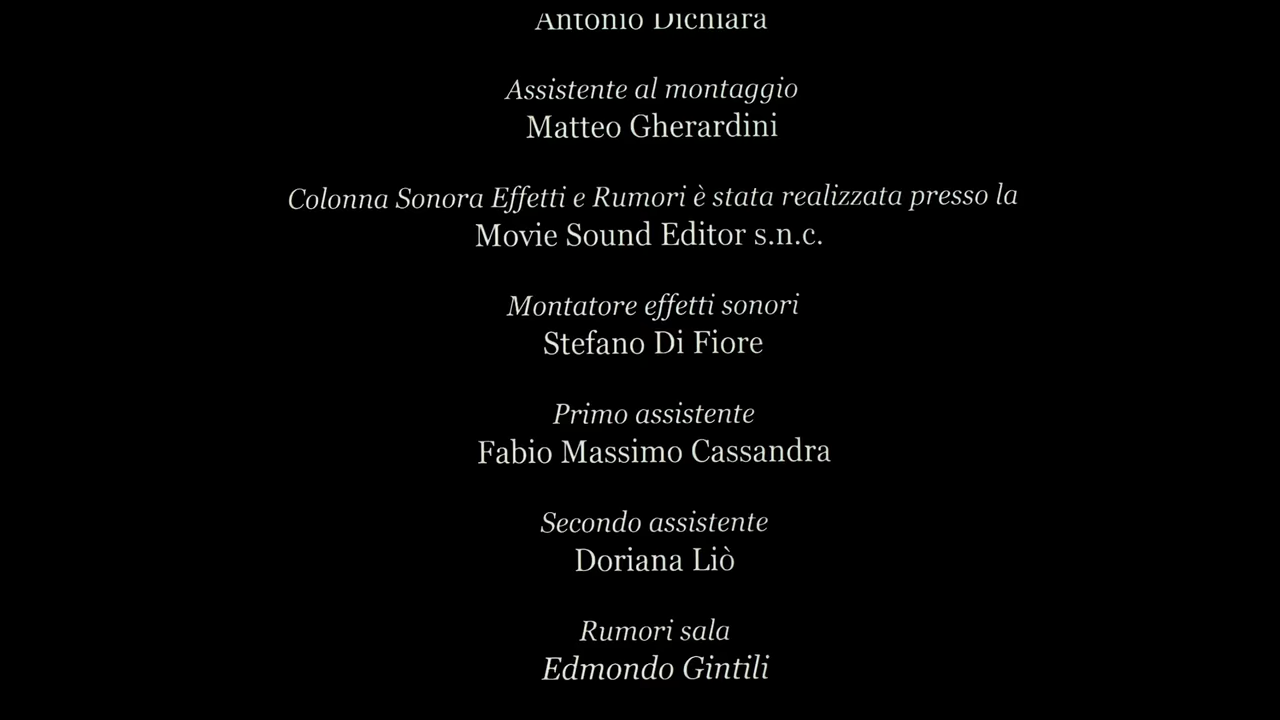 Antonio Dichiara
Assistente al montaggio
Matteo Gherardini
Colonna Sonora Effetti e Rumori è stata realizzata presso la
Movie Sound Editor s.n.c.
Montatore effetti sonori
Stefano Di Fiore
Primo assistente
Fabio Massimo Cassandra
Secondo assistente
Doriana Liò
Rumori sala
Edmondo Gintili